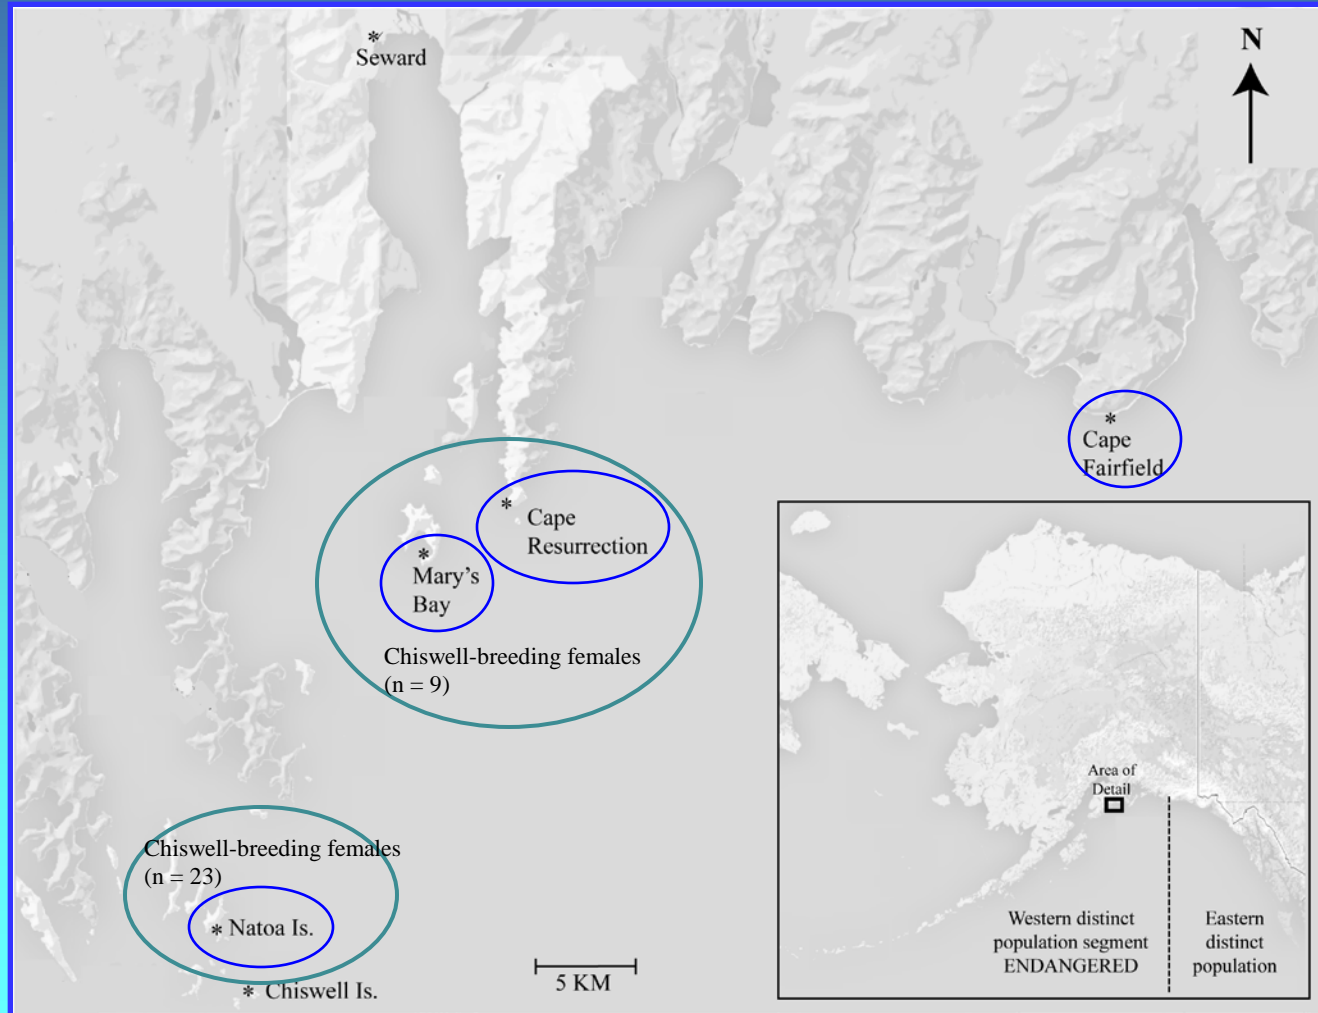 * Seward
N
*
Cape
Fairfield
*
Cape
Resurrection
*
Mary's
Bay
Chiswell-breeding females
(n = 9)
Area of
Detail
Chiswell-breeding females
(n = 23)
* Natoa Is.
Western distinct
population segment
ENDANGERED
Eastern
distinct
population
5 KM
* Chiswell Is.